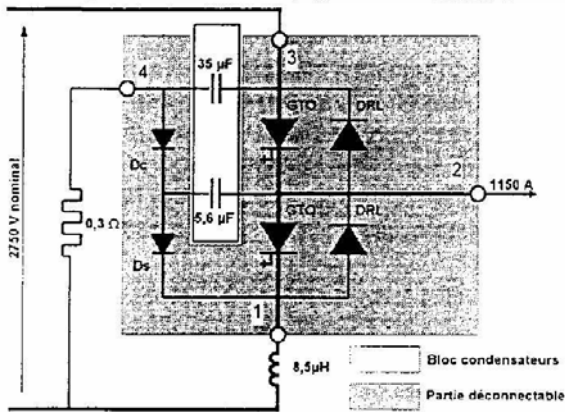 4
35 µF
3
GTO
DRL
Dc
2
1150 A
2750 V nominal
0,3 Ω
5,6 µF
GTO
DRL
Ds
1
8,5µH
Bloc condensateurs
Partie déconnectable